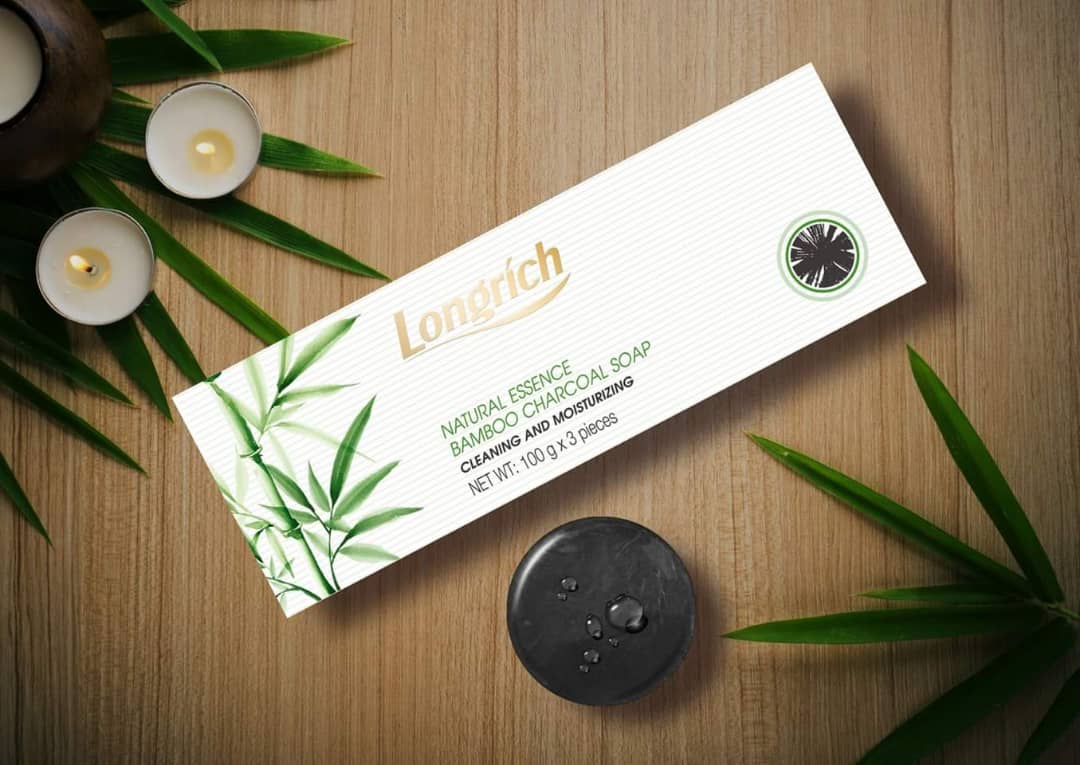 Longrich
NATURAL ESSENCE
BAMBOO CHARCOAL SOAP
CLEANING AND MOISTURIZING
NET WT: 100 g x 3 pieces